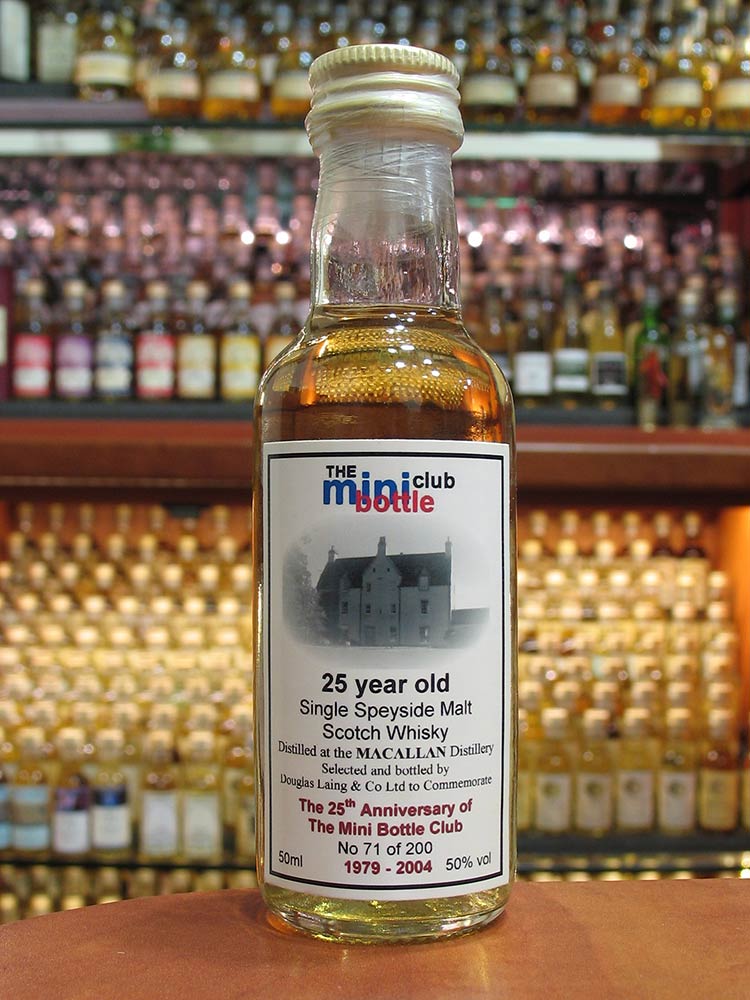 THE
mini club
bottle
25 year old
Single Speyside Malt
Scotch Whisky
Distilled at the MACALLAN Distillery
Selected and bottled by
Douglas Laing & Co Ltd to Commemorate
The 25th Anniversary of
The Mini Bottle Club
No 71 of 200
50ml 1979 - 2004 50% vol